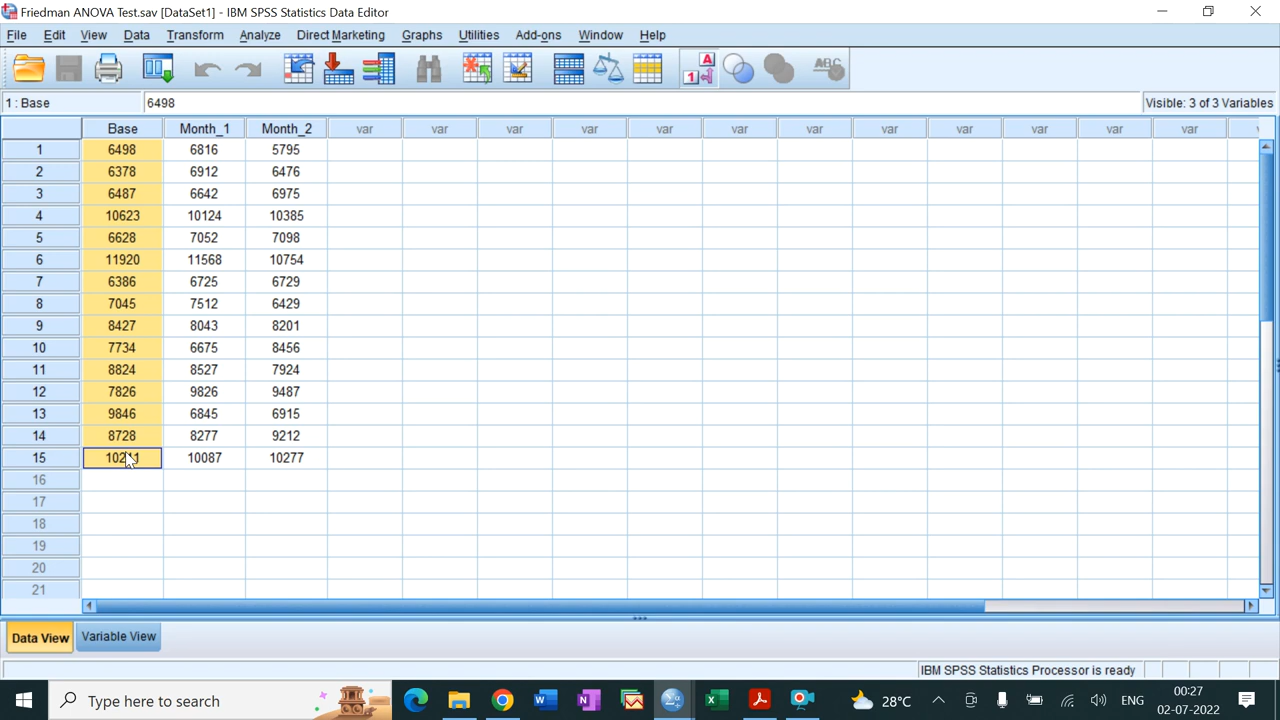 Friedman ANOVA Test.sav [DataSet1] - IBM SPSS Statistics Data Editor
File Edit View Data Transform Analyze Direct Marketing Graphs Utilities Add-ons Window Help
1 A ABC
1 : Base 6498 Visible: 3 of 3 Variables
Base Month_1 Month_2 var var var var var var var var var var var var
1 6498 6816 5795
2 6378 6912 6476
3 6487 6642 6975
4 10623 10124 10385
5 6628 7052 7098
6 11920 11568 10754
7 6386 6725 6729
8 7045 7512 6429
9 8427 8043 8201
10 7734 6675 8456
11 8824 8527 7924
12 7826 9826 9487
13 9846 6845 6915
14 8728 8277 9212
15 10087 10277
16
17
18
19
20
21
Data View Variable View
IBM SPSS Statistics Processor is ready
Type here to search 28°C ENG 00:27
02-07-2022